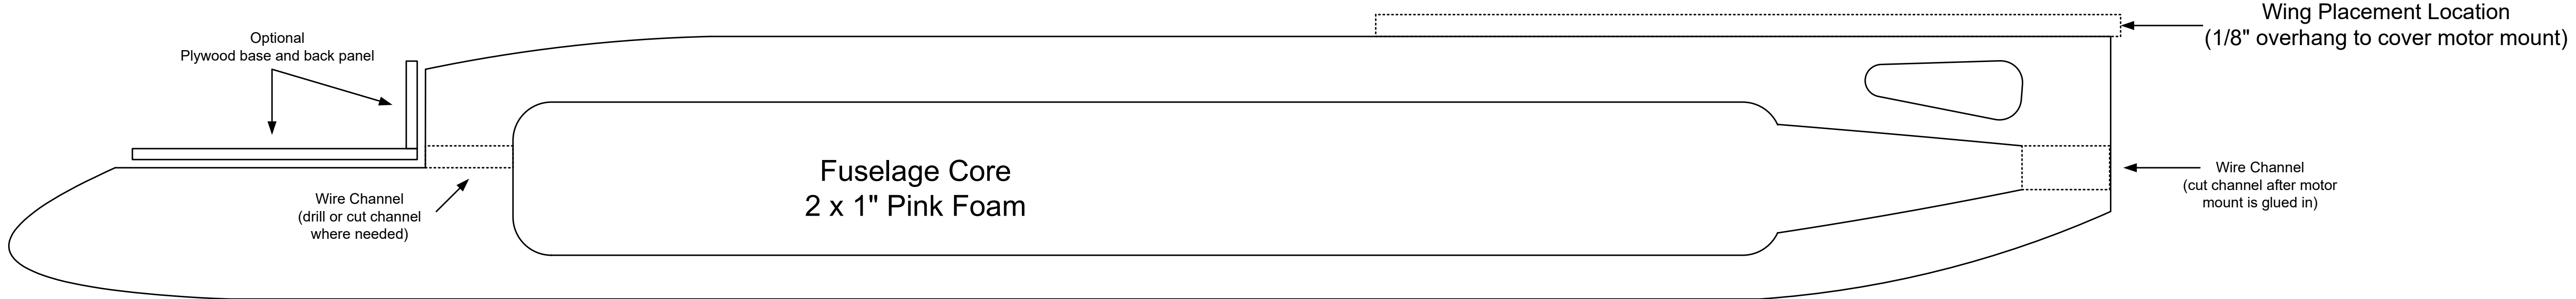 Optional
Plywood base and back panel
Wire Channel
(drill or cut channel
where needed)
Fuselage Core
2 x 1" Pink Foam
Wing Placement Location
(1/8" overhang to cover motor mount)
Wire Channel
(cut channel after motor
mount is glued in)